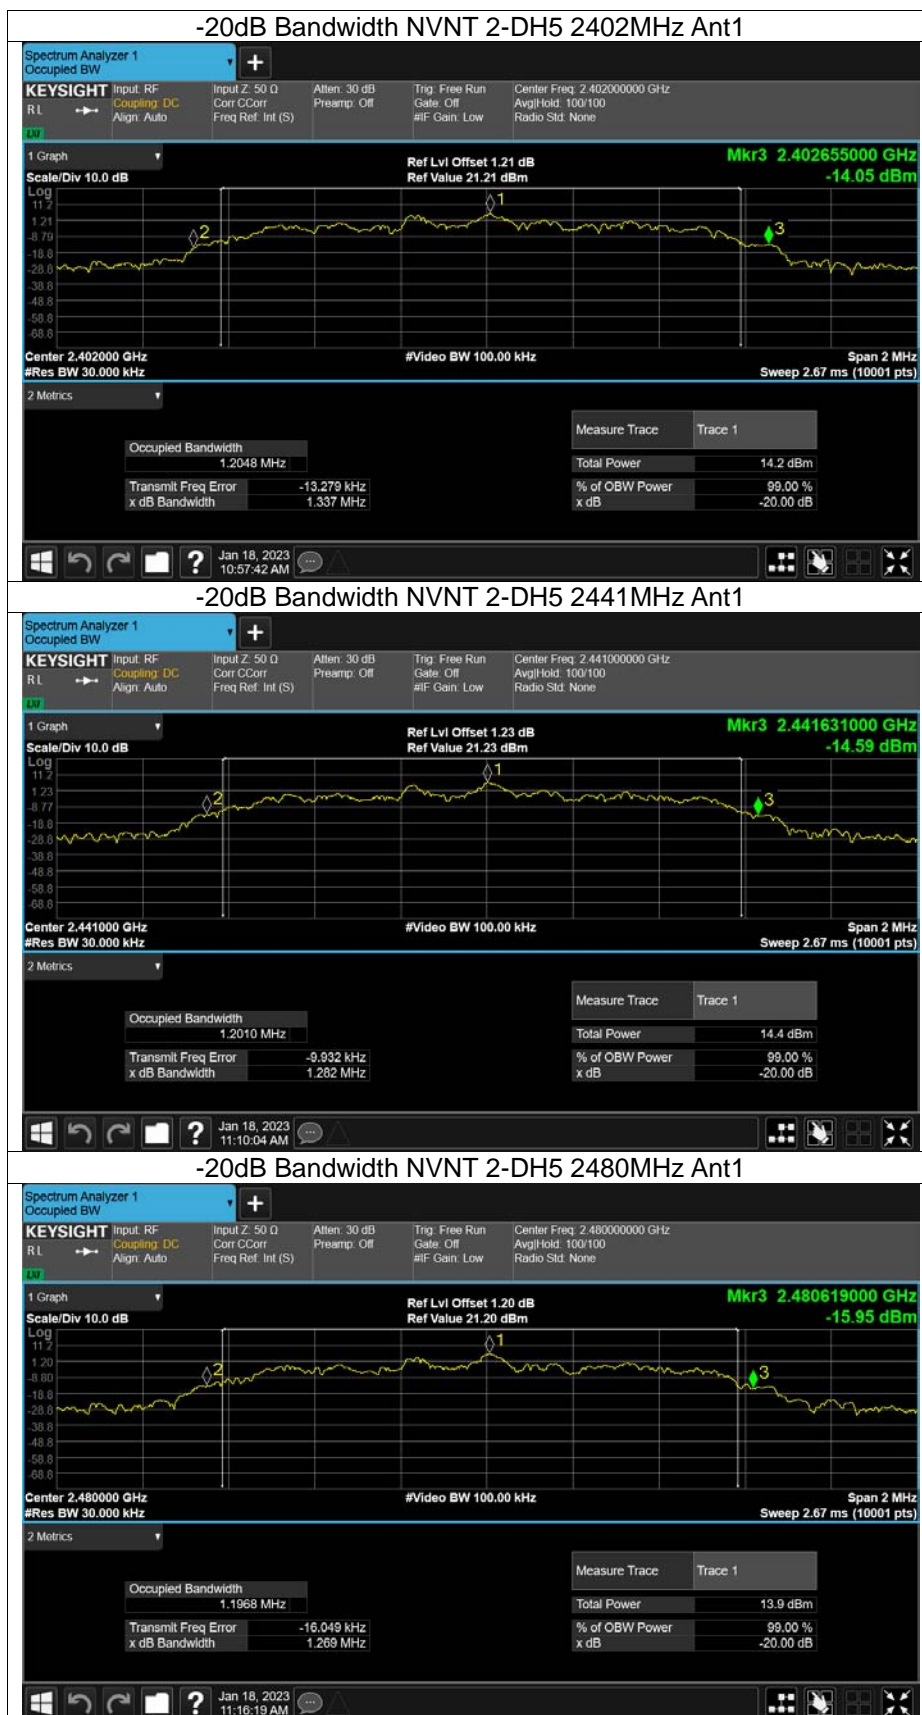 -20dB Bandwidth NVNT 2-DH5 2402MHz Ant1
Spectrum Analyzer 1
Occupied BW
+
KEYSIGHT Input: RF Input Z: 50 Ω Atten: 30 dB Trig: Free Run Center Freq: 2.402000000 GHz
RL Coupling: DC Corr CCorr Preamp: Off Gate: Off Avg|Hold: 100/100
Align: Auto Freq Ref: Int (S) #IF Gain: Low Radio Std: None
LXI
1 Graph Ref Lvl Offset 1.21 dB Mkr3 2.402655000 GHz
Scale/Div 10.0 dB Ref Value 21.21 dBm -14.05 dBm
Log
11.2
1.21
-8.79
-18.8
-28.8
-38.8
-48.8
-58.8
-68.8
1
2
3
Center 2.402000 GHz #Video BW 100.00 kHz Span 2 MHz
#Res BW 30.000 kHz Sweep 2.67 ms (10001 pts)
2 Metrics
Measure Trace Trace 1
Occupied Bandwidth
1.2048 MHz Total Power 14.2 dBm
Transmit Freq Error -13.279 kHz % of OBW Power 99.00 %
x dB Bandwidth 1.337 MHz x dB -20.00 dB
? Jan 18, 2023
10:57:42 AM
-20dB Bandwidth NVNT 2-DH5 2441MHz Ant1
Spectrum Analyzer 1
Occupied BW
+
KEYSIGHT Input: RF Input Z: 50 Ω Atten: 30 dB Trig: Free Run Center Freq: 2.441000000 GHz
RL Coupling: DC Corr CCorr Preamp: Off Gate: Off Avg|Hold: 100/100
Align: Auto Freq Ref: Int (S) #IF Gain: Low Radio Std: None
LXI
1 Graph Ref Lvl Offset 1.23 dB Mkr3 2.441631000 GHz
Scale/Div 10.0 dB Ref Value 21.23 dBm -14.59 dBm
Log
11.2
1.23
-8.77
-18.8
-28.8
-38.8
-48.8
-58.8
-68.8
1
2
3
Center 2.441000 GHz #Video BW 100.00 kHz Span 2 MHz
#Res BW 30.000 kHz Sweep 2.67 ms (10001 pts)
2 Metrics
Measure Trace Trace 1
Occupied Bandwidth
1.2010 MHz Total Power 14.4 dBm
Transmit Freq Error -9.932 kHz % of OBW Power 99.00 %
x dB Bandwidth 1.282 MHz x dB -20.00 dB
? Jan 18, 2023
11:10:04 AM
-20dB Bandwidth NVNT 2-DH5 2480MHz Ant1
Spectrum Analyzer 1
Occupied BW
+
KEYSIGHT Input: RF Input Z: 50 Ω Atten: 30 dB Trig: Free Run Center Freq: 2.480000000 GHz
RL Coupling: DC Corr CCorr Preamp: Off Gate: Off Avg|Hold: 100/100
Align: Auto Freq Ref: Int (S) #IF Gain: Low Radio Std: None
LXI
1 Graph Ref Lvl Offset 1.20 dB Mkr3 2.480619000 GHz
Scale/Div 10.0 dB Ref Value 21.20 dBm -15.95 dBm
Log
11.2
1.20
-8.80
-18.8
-28.8
-38.8
-48.8
-58.8
-68.8
1
2
3
Center 2.480000 GHz #Video BW 100.00 kHz Span 2 MHz
#Res BW 30.000 kHz Sweep 2.67 ms (10001 pts)
2 Metrics
Measure Trace Trace 1
Occupied Bandwidth
1.1968 MHz Total Power 13.9 dBm
Transmit Freq Error -16.049 kHz % of OBW Power 99.00 %
x dB Bandwidth 1.269 MHz x dB -20.00 dB
? Jan 18, 2023
11:16:19 AM